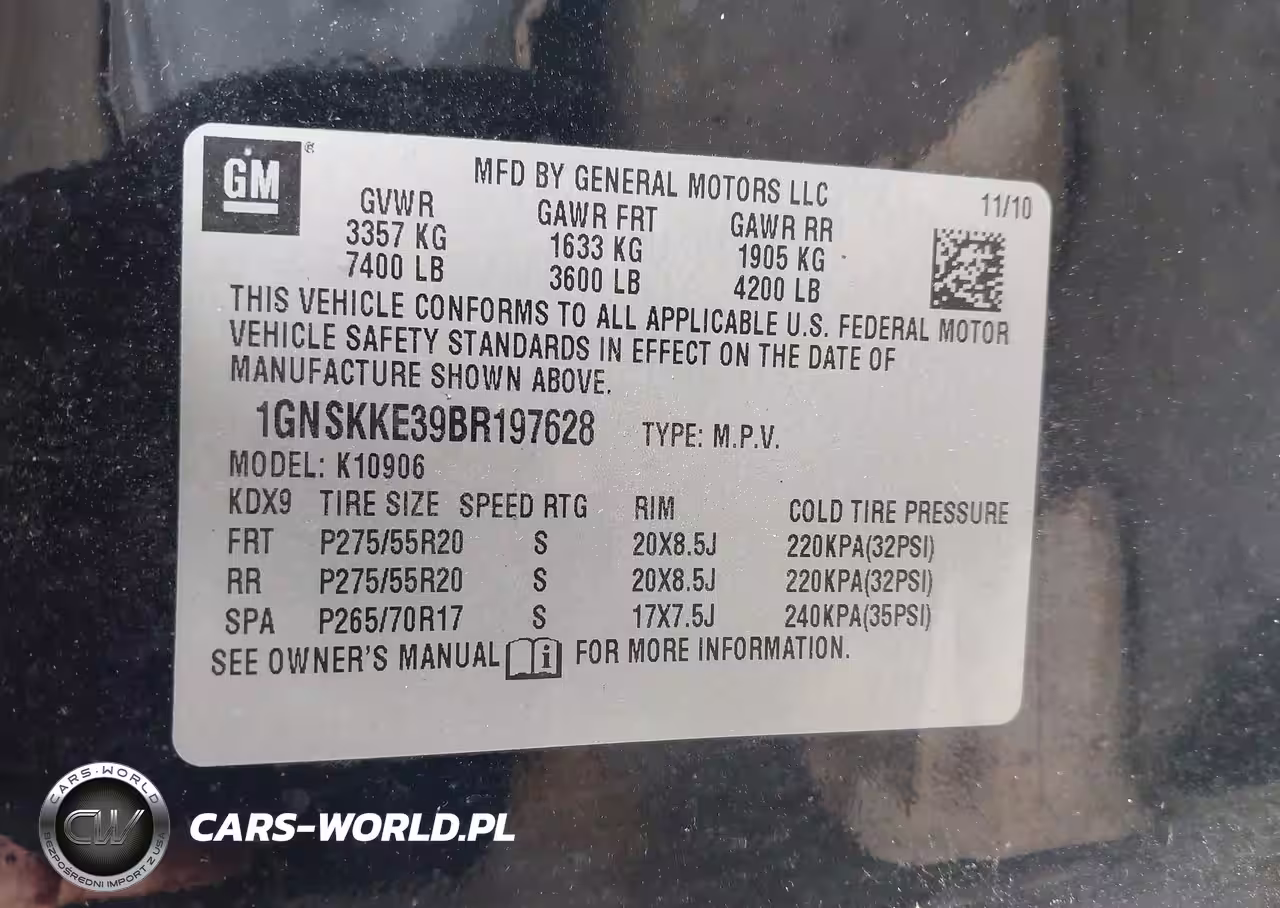 GM ®
MFD BY GENERAL MOTORS LLC
11/10
GVWR GAWR FRT GAWR RR
3357 KG 1633 KG 1905 KG
7400 LB 3600 LB 4200 LB
THIS VEHICLE CONFORMS TO ALL APPLICABLE U.S. FEDERAL MOTOR
VEHICLE SAFETY STANDARDS IN EFFECT ON THE DATE OF
MANUFACTURE SHOWN ABOVE.
1GNSKKE39BR197628 TYPE: M.P.V.
MODEL: K10906
KDX9 TIRE SIZE SPEED RTG RIM COLD TIRE PRESSURE
FRT P275/55R20 S 20X8.5J 220KPA(32PSI)
RR P275/55R20 S 20X8.5J 220KPA(32PSI)
SPA P265/70R17 S 17X7.5J 240KPA(35PSI)
SEE OWNER'S MANUAL i FOR MORE INFORMATION.
CARS-WORLD
CW
BEZPOŚREDNI IMPORT Z USA
CARS-WORLD.PL